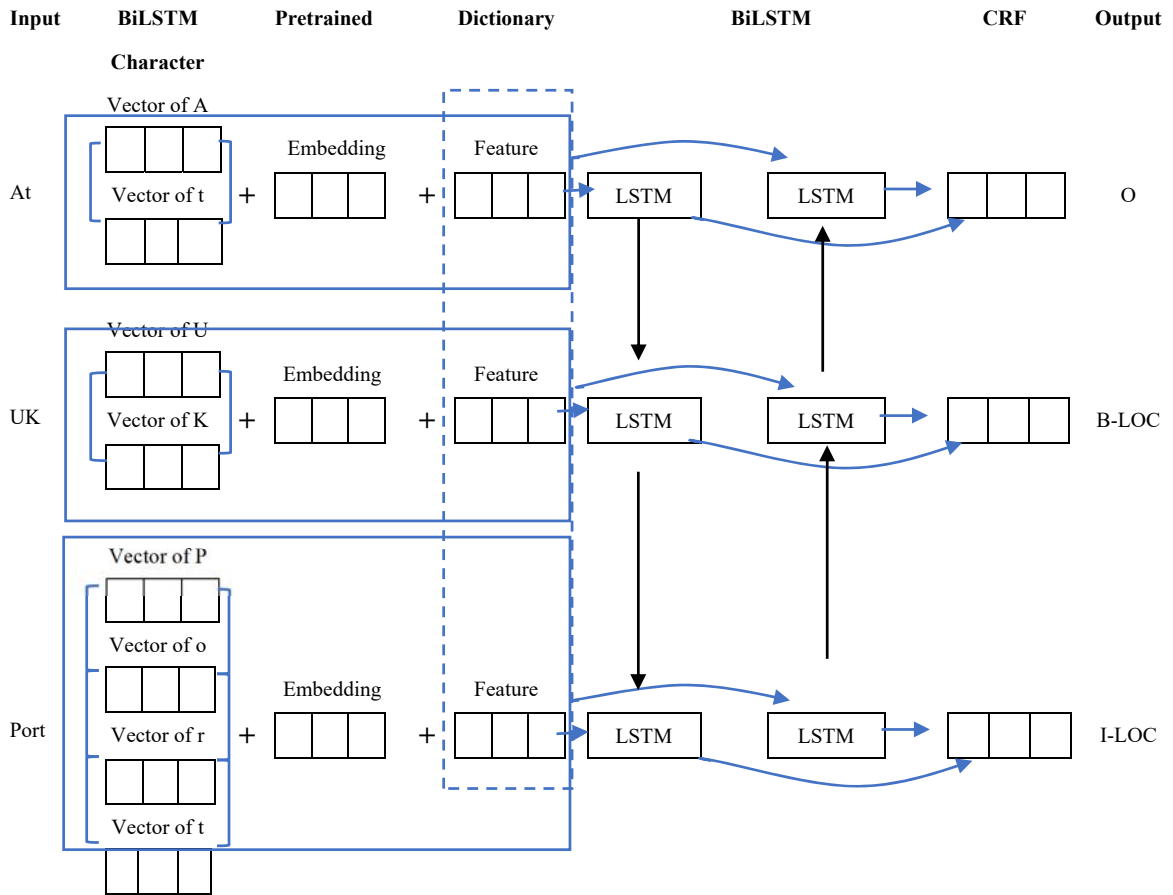 Input BiLSTM Pretrained Dictionary BiLSTM CRF Output
Character
Vector of A
Embedding Feature
At Vector of t + + LSTM LSTM O
Vector of U
Embedding Feature
UK Vector of K + + LSTM LSTM B-LOC
Vector of P
Vector of o
Embedding Feature
Port Vector of r + + LSTM LSTM I-LOC
Vector of t